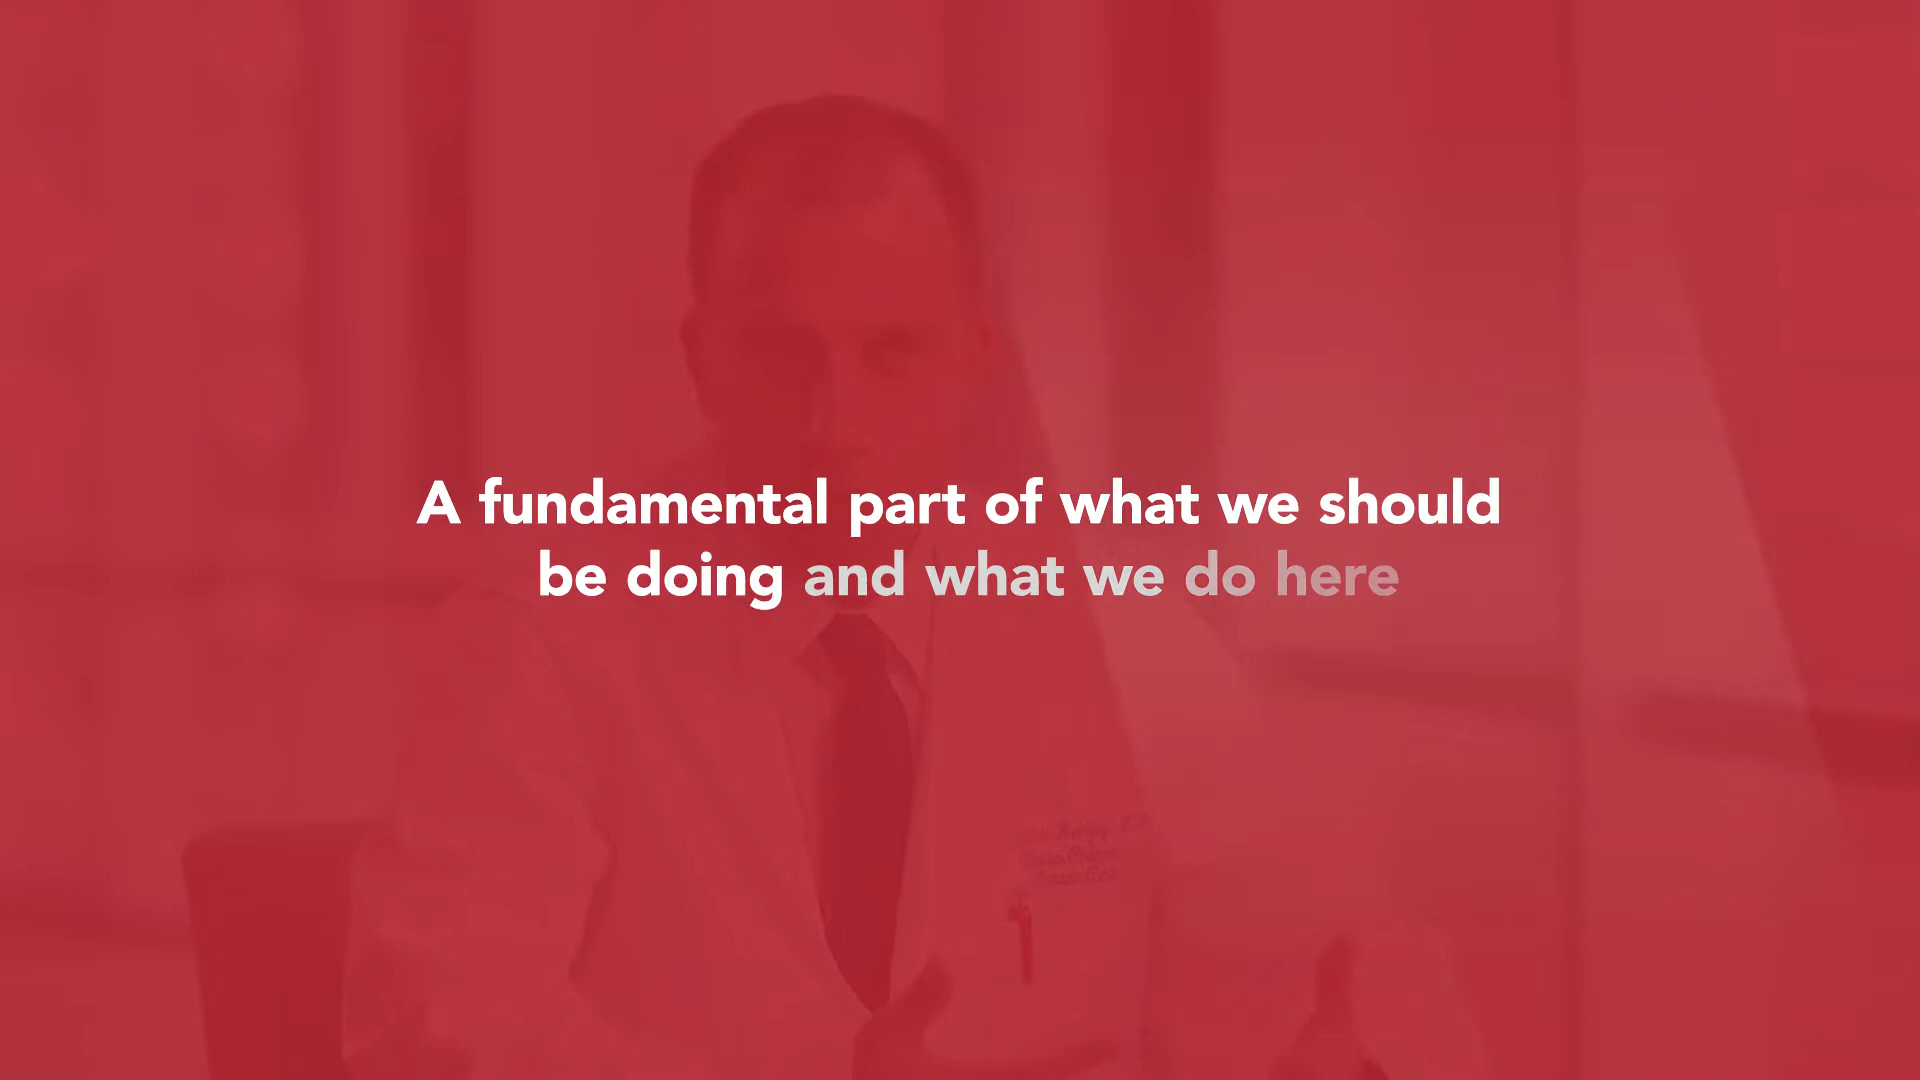 A fundamental part of what we should
be doing and what we do here